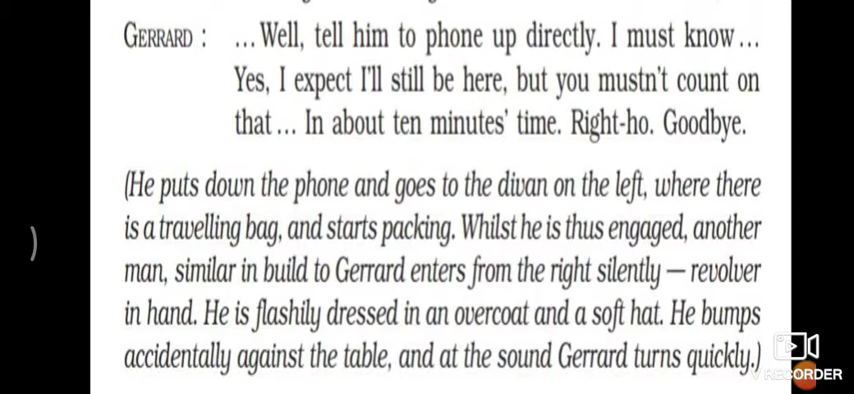 GERRARD : ...Well, tell him to phone up directly. I must know...
Yes, I expect I'll still be here, but you mustn't count on
that... In about ten minutes' time. Right-ho. Goodbye.
(He puts down the phone and goes to the divan on the left, where there
is a travelling bag, and starts packing. Whilst he is thus engaged, another
man, similar in build to Gerrard enters from the right silently — revolver
in hand. He is flashily dressed in an overcoat and a soft hat. He bumps
accidentally against the table, and at the sound Gerrard turns quickly.)
V RECORDER